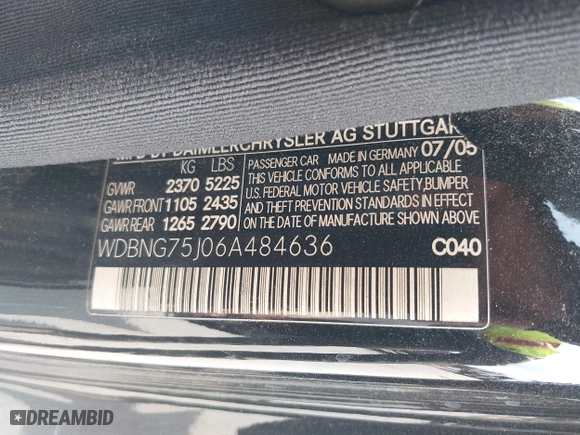 MFD BY DAIMLERCHRYSLER AG STUTTGAR
KG LBS
GVWR 2370 5225
GAWR FRONT 1105 2435
GAWR REAR 1265 2790
PASSENGER CAR MADE IN GERMANY 07/05
THIS VEHICLE CONFORMS TO ALL APPLICABLE
U.S. FEDERAL MOTOR VEHICLE SAFETY, BUMPER
AND THEFT PREVENTION STANDARDS IN
EFFECT ON THE DATE OF MANUFACTURE SHOWN
ABOVE.
WDBNG75J06A484636 C040
DREAMBID